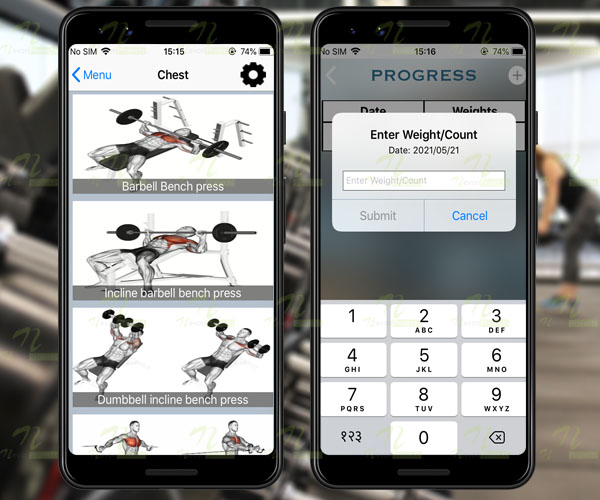 No SIM 15:15 74%
Menu Chest
Barbell Bench press
Incline barbell bench press
Dumbbell incline bench press
No SIM 15:16 74%
PROGRESS
Date Weights
Enter Weight/Count
Date: 2021/05/21
Enter Weight/Count
Submit Cancel
1 2 3
ABC DEF
4 5 6
GHI JKL MNO
7 8 9
PQRS TUV WXYZ
१२३ 0